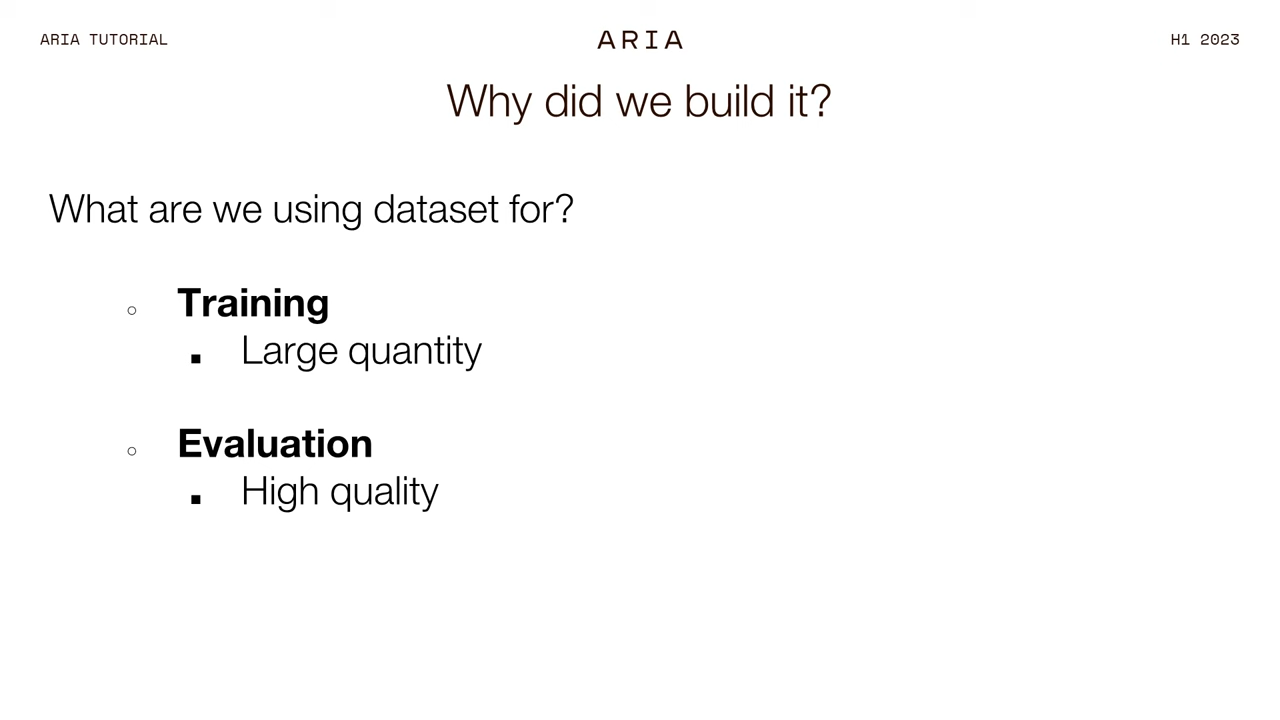 ARIA TUTORIAL
ARIA
H1 2023
Why did we build it?
What are we using dataset for?
Training
Large quantity
Evaluation
High quality